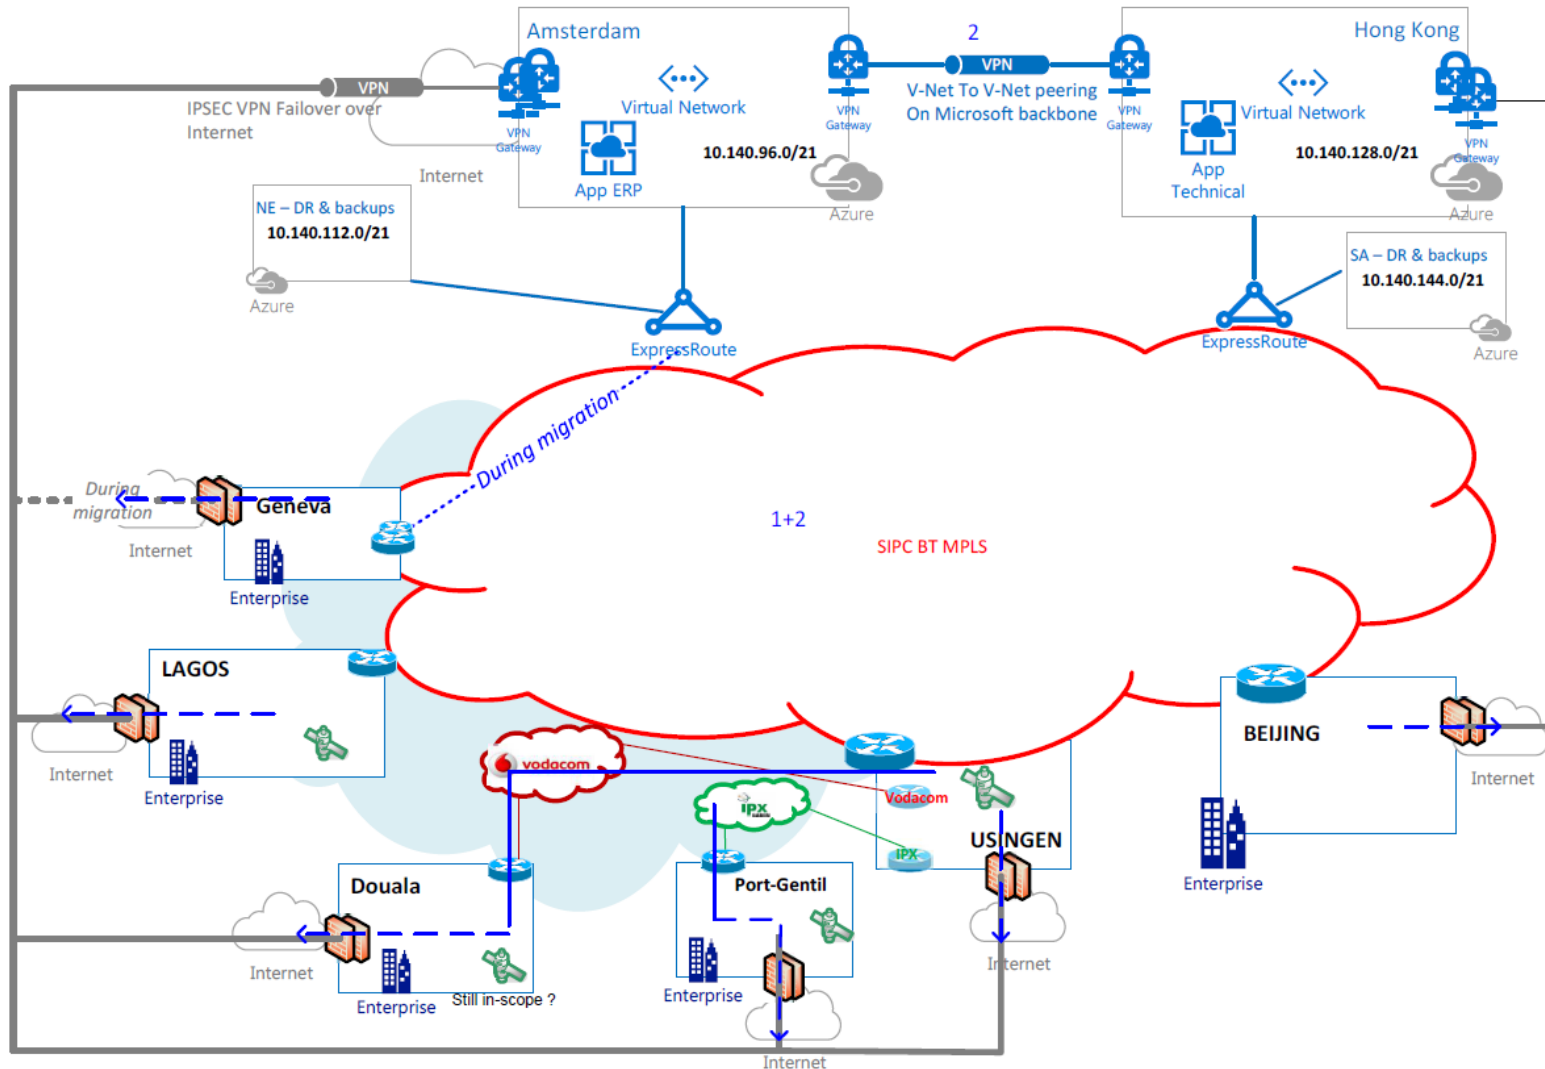 Amsterdam
2
Hong Kong
VPN
VPN
IPSEC VPN Failover over
Internet
Virtual Network
V-Net To V-Net peering
On Microsoft backbone
Virtual Network
VPN
Gateway
VPN
Gateway
VPN
Gateway
VPN
Gateway
10.140.96.0/21
10.140.128.0/21
App ERP
App
Technical
Internet
Azure
Azure
NE – DR & backups
10.140.112.0/21
Azure
SA – DR & backups
10.140.144.0/21
Azure
ExpressRoute
ExpressRoute
During migration
During
migration
Internet
Geneva
Enterprise
1+2
SIPC BT MPLS
LAGOS
Internet
Enterprise
vodacom
IPX
GABON
Vodacom
IPX
USINGEN
Internet
BEIJING
Internet
Enterprise
Douala
Internet
Enterprise
Still in-scope ?
Port-Gentil
Enterprise
Internet